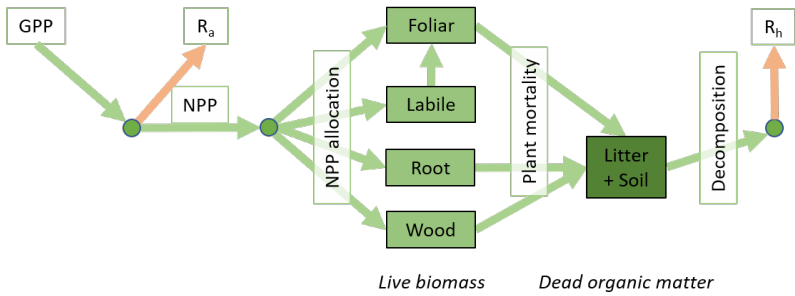 GPP
Rₐ
NPP
NPP allocation
Foliar
Labile
Root
Wood
Plant mortality
Litter
+ Soil
Decomposition
Rₕ
Live biomass
Dead organic matter